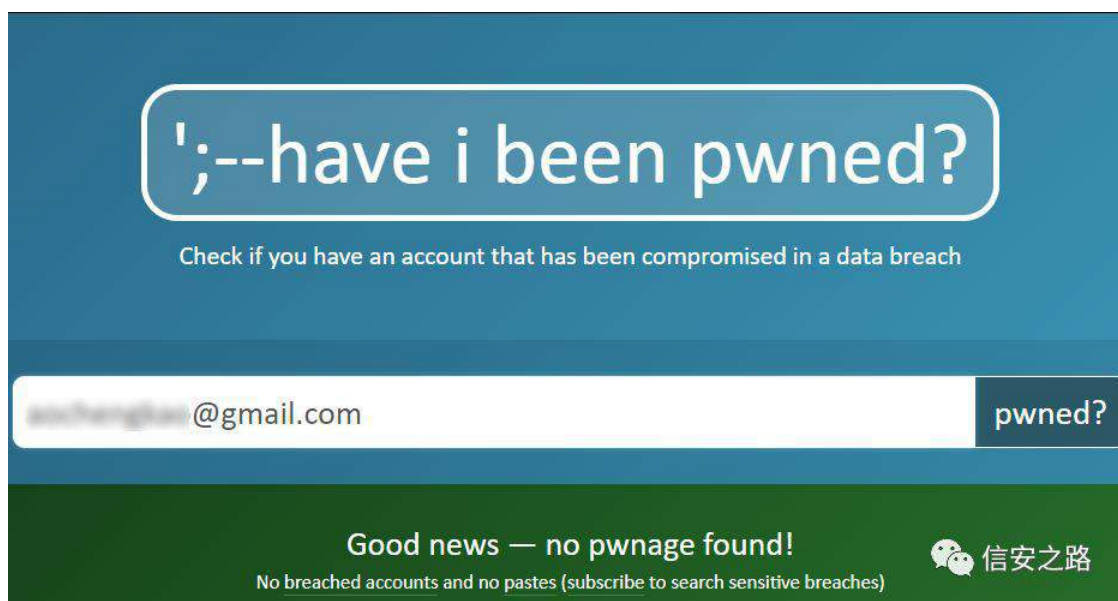 ';--have i been pwned?
Check if you have an account that has been compromised in a data breach
@gmail.com
pwned?
Good news — no pwnage found!
No breached accounts and no pastes (subscribe to search sensitive breaches)
信安之路